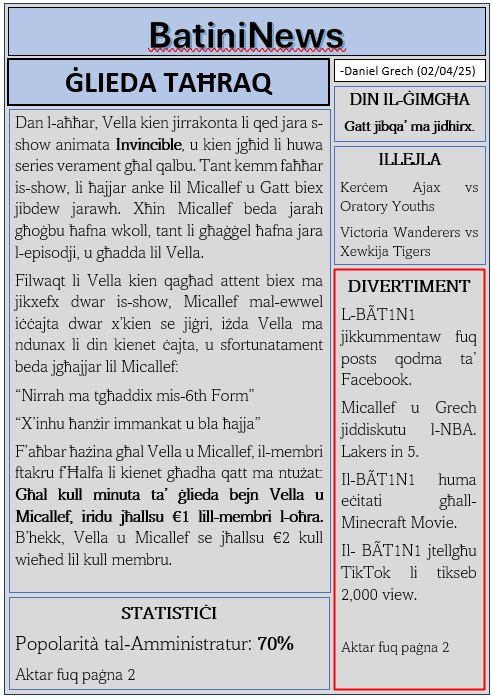 BatiniNews
ĠLIEDA TAĦRAQ
Dan l-aħħar, Vella kien jirrakonta li qed jara s-
show animata Invincible, u kien jgħid li huwa
series verament għal qalbu. Tant kemm faħħar
is-show, li ħajjar anke lil Micallef u Gatt biex
jibdew jarawh. Xħin Micallef beda jarah
għoġbu ħafna wkoll, tant li għaġġel ħafna jara
l-episodji, u għadda lil Vella.
Filwaqt li Vella kien qagħad attent biex ma
jikxefx dwar is-show, Micallef mal-ewwel
iċċajta dwar x'kien se jiġri, iżda Vella ma
ndunax li din kienet ċajta, u sfortunatament
beda jgħajjar lil Micallef:
"Nirrah ma tgħaddix mis-6th Form"
"X'inhu ħanżir immankat u bla ħajja"
F'aħbar ħażina għal Vella u Micallef, il-membri
ftakru f'Ħalfa li kienet għadha qatt ma ntużat:
Għal kull minuta ta' ġlieda bejn Vella u
Micallef, iridu jħallsu €1 lill-membri l-oħra.
B'hekk, Vella u Micallef se jħallsu €2 kull
wieħed lil kull membru.
STATISTIĊI
Popolarità tal-Amministratur: 70%
Aktar fuq paġna 2
-Daniel Grech (02/04/25)
DIN IL-ĠIMGĦA
Gatt jibqa' ma jidhirx.
ILLEJLA
Kerċem Ajax vs
Oratory Youths
Victoria Wanderers vs
Xewkija Tigers
DIVERTIMENT
L-BÃT1N1
jikkummentaw fuq
posts qodma ta'
Facebook.
Micallef u Grech
jiddiskutu l-NBA.
Lakers in 5.
Il-BÃT1N1 huma
eċitati għall-
Minecraft Movie.
Il- BÃT1N1 jtellgħu
TikTok li tikseb
2,000 view.
Aktar fuq paġna 2